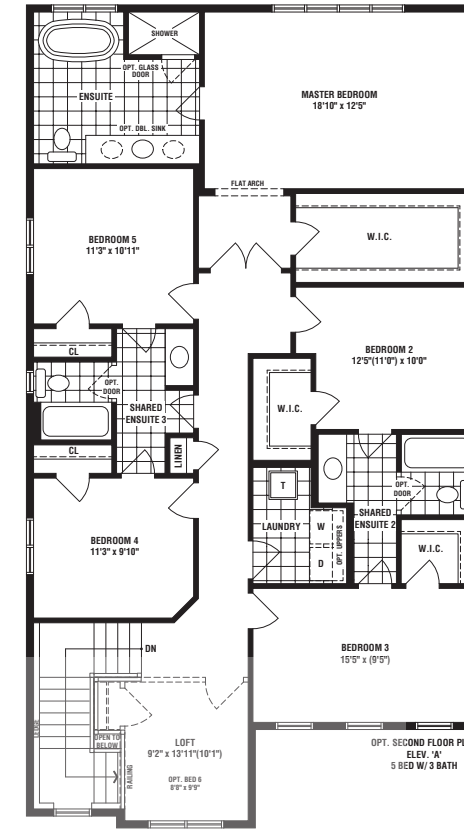 SHOWER
OPT. GLASS
DOOR
ENSUITE
OPT. DBL. SINK
MASTER BEDROOM
18'10" x 12'5"
FLAT ARCH
W.I.C.
BEDROOM 5
11'3" x 10'11"
BEDROOM 2
12'5"(11'0") x 10'0"
CL
OPT.
DOOR
SHARED
ENSUITE 3
W.I.C.
CL
LINEN
T
LAUNDRY
W
D
OPT. UPPERS
OPT.
DOOR
SHARED
ENSUITE 2
W.I.C.
BEDROOM 4
11'3" x 9'10"
BEDROOM 3
15'5" x (9'5")
DN
OPEN TO
BELOW
RAILING
LOFT
9'2" x 13'11"(10'1")
OPT. BED 6
8'8" x 9'9"
OPT. SECOND FLOOR PL
ELEV. 'A'
5 BED W/ 3 BATH